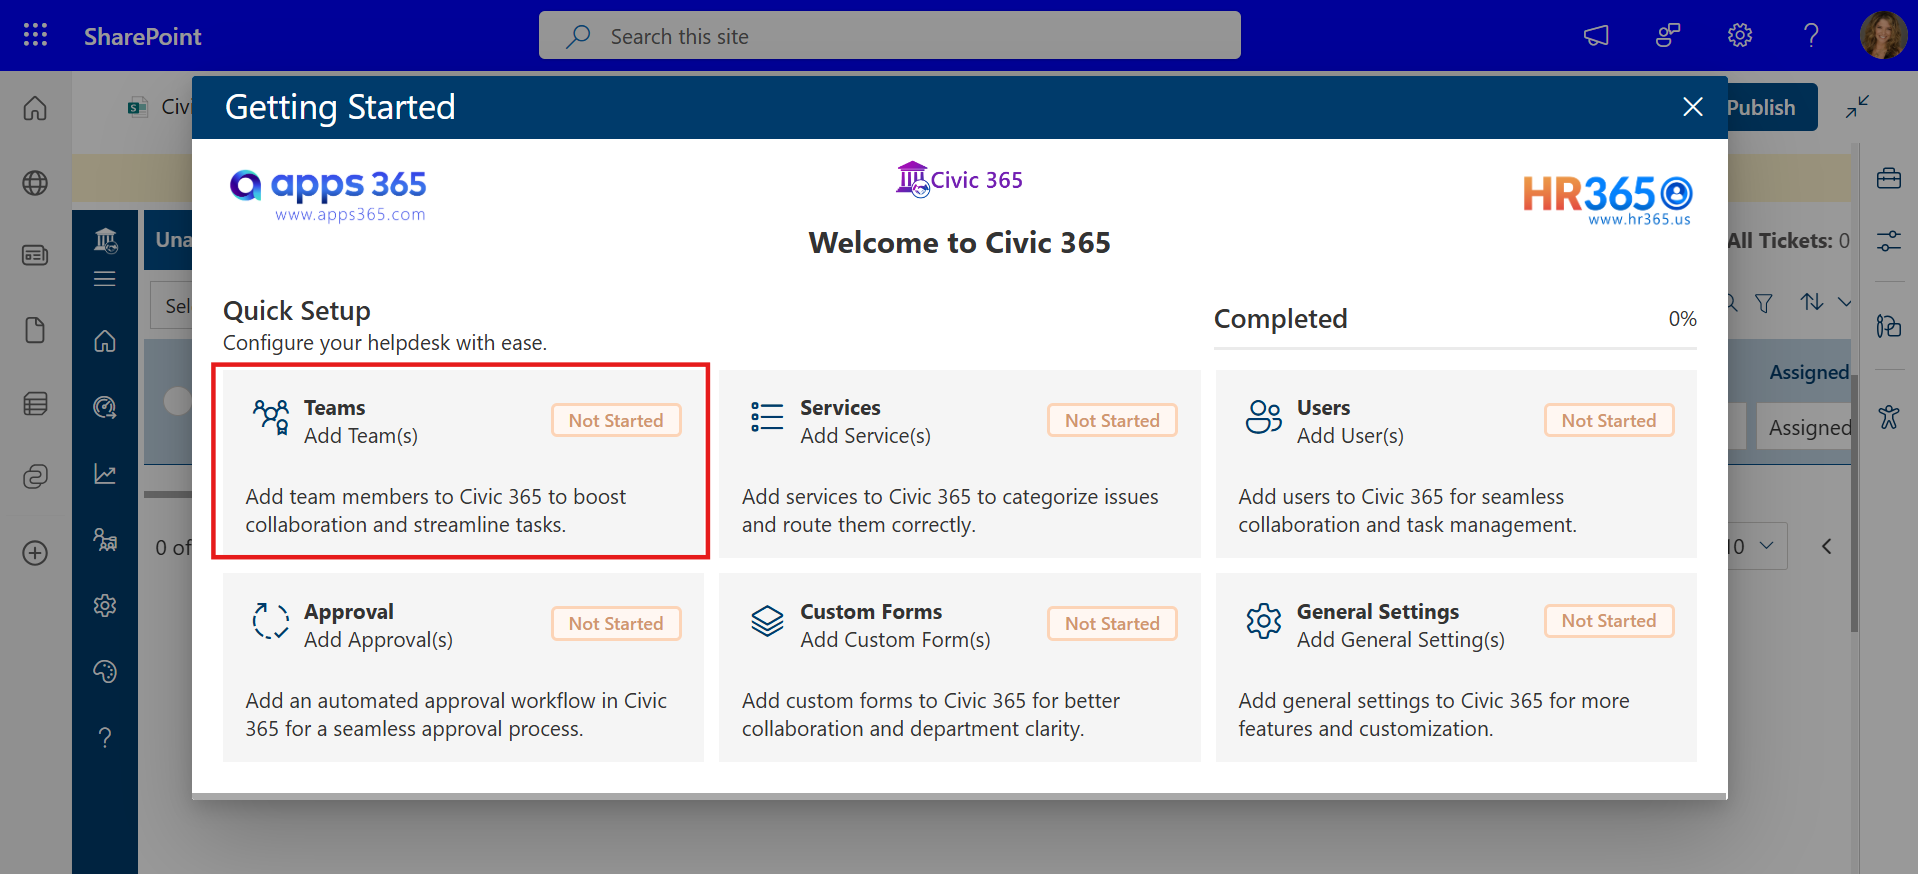 SharePoint
Search this site
Civi
Getting Started
Publish
apps 365
www.apps365.com
Civic 365
HR365
www.hr365.us
Welcome to Civic 365
Una
All Tickets: 0
Sel
Quick Setup
Configure your helpdesk with ease.
Completed
0%
Teams
Add Team(s)
Not Started
Add team members to Civic 365 to boost
collaboration and streamline tasks.
Services
Add Service(s)
Not Started
Add services to Civic 365 to categorize issues
and route them correctly.
Users
Add User(s)
Not Started
Add users to Civic 365 for seamless
collaboration and task management.
Assigned
Assigned
0 of
10
Approval
Add Approval(s)
Not Started
Add an automated approval workflow in Civic
365 for a seamless approval process.
Custom Forms
Add Custom Form(s)
Not Started
Add custom forms to Civic 365 for better
collaboration and department clarity.
General Settings
Add General Setting(s)
Not Started
Add general settings to Civic 365 for more
features and customization.